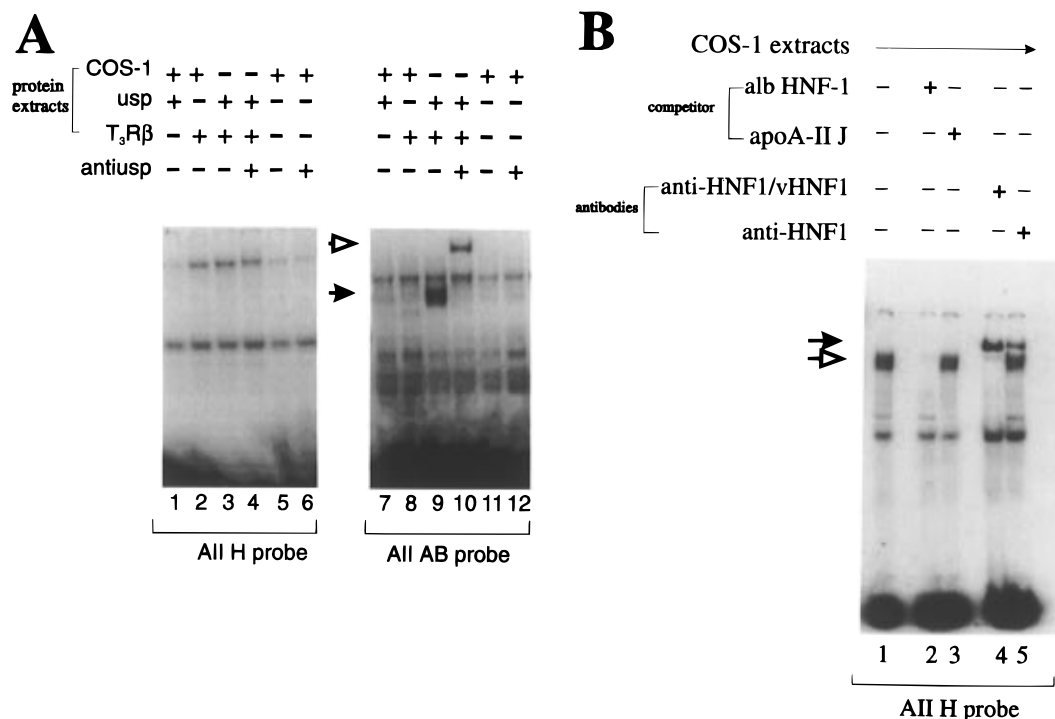 A
protein extracts
COS-1 + + – – + + + + – – + +
usp + – + + – – + – + + – –
T₃Rβ – + + + – – – + + + – –
antiusp – – – + – + – – – + – +
1 2 3 4 5 6
7 8 9 10 11 12
AII H probe
AII AB probe
B
COS-1 extracts
competitor
alb HNF-1 – + – – –
apoA-II J – – + – –
antibodies
anti-HNF1/vHNF1 – – – + –
anti-HNF1 – – – – +
1 2 3 4 5
AII H probe